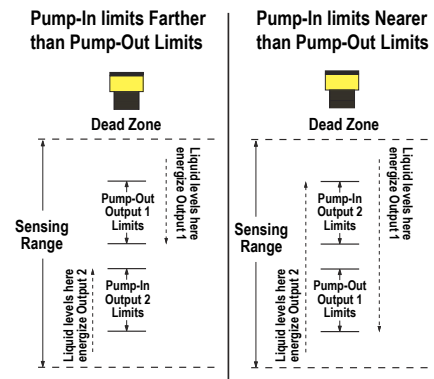 Pump-In limits Farther
than Pump-Out Limits
Dead Zone
Liquid levels here
energize Output 1
Pump-Out
Output 1
Limits
Sensing
Range
Pump-In
Output 2
Limits
Liquid levels here
energize Output 2
Pump-In limits Nearer
than Pump-Out Limits
Dead Zone
Liquid levels here
energize Output 1
Pump-In
Output 2
Limits
Sensing
Range
Pump-Out
Output 1
Limits
Liquid levels here
energize Output 2